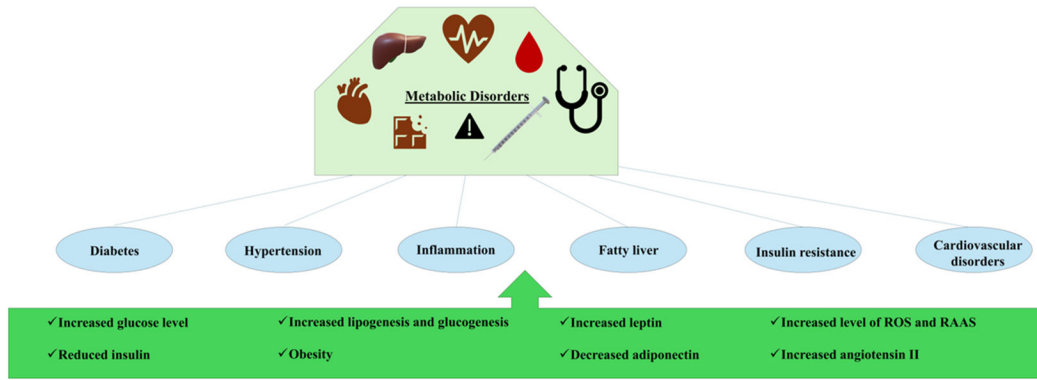 Metabolic Disorders
Diabetes
Hypertension
Inflammation
Fatty liver
Insulin resistance
Cardiovascular
disorders
✓Increased glucose level
✓Increased lipogenesis and glucogenesis
✓Increased leptin
✓Increased level of ROS and RAAS
✓Reduced insulin
✓Obesity
✓Decreased adiponectin
✓Increased angiotensin II